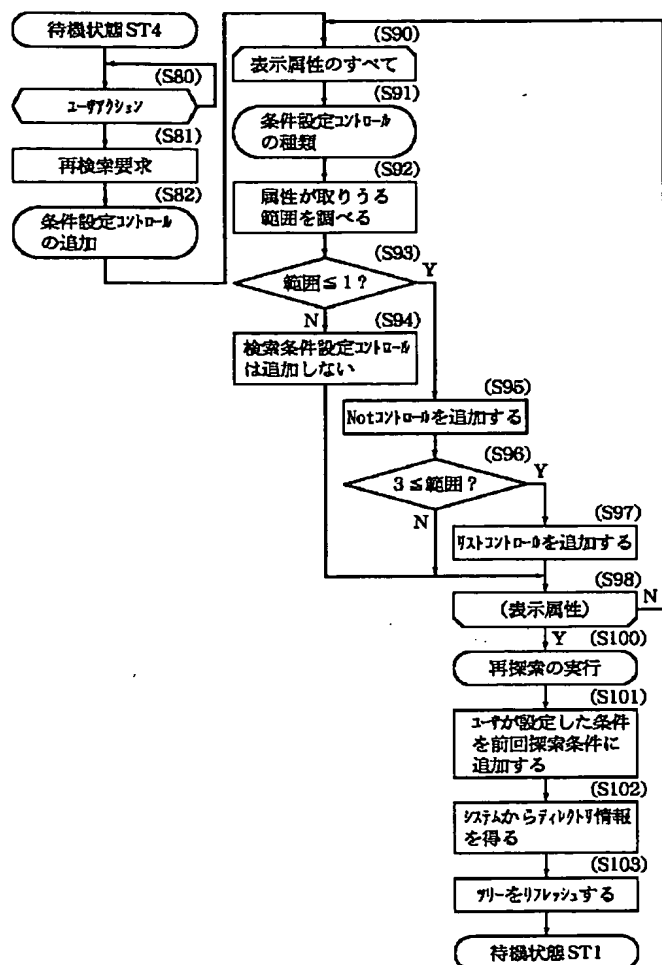 待機状態ST4
(S80)
ユーザアクション
(S81)
再検索要求
(S82)
条件設定コントロール
の追加
(S90)
表示属性のすべて
(S91)
条件設定コントロール
の種類
(S92)
属性が取りうる
範囲を調べる
(S93)
範囲≦1?
Y
N
(S94)
検索条件設定コントロール
は追加しない
(S95)
Notコントロールを追加する
(S96)
3≦範囲?
Y
N
(S97)
リストコントロールを追加する
(S98)
(表示属性)
N
Y
(S100)
再探索の実行
(S101)
ユーザが設定した条件
を前回探索条件に
追加する
(S102)
システムからディレクトリ情報
を得る
(S103)
ツリーをリフレッシュする
待機状態ST1